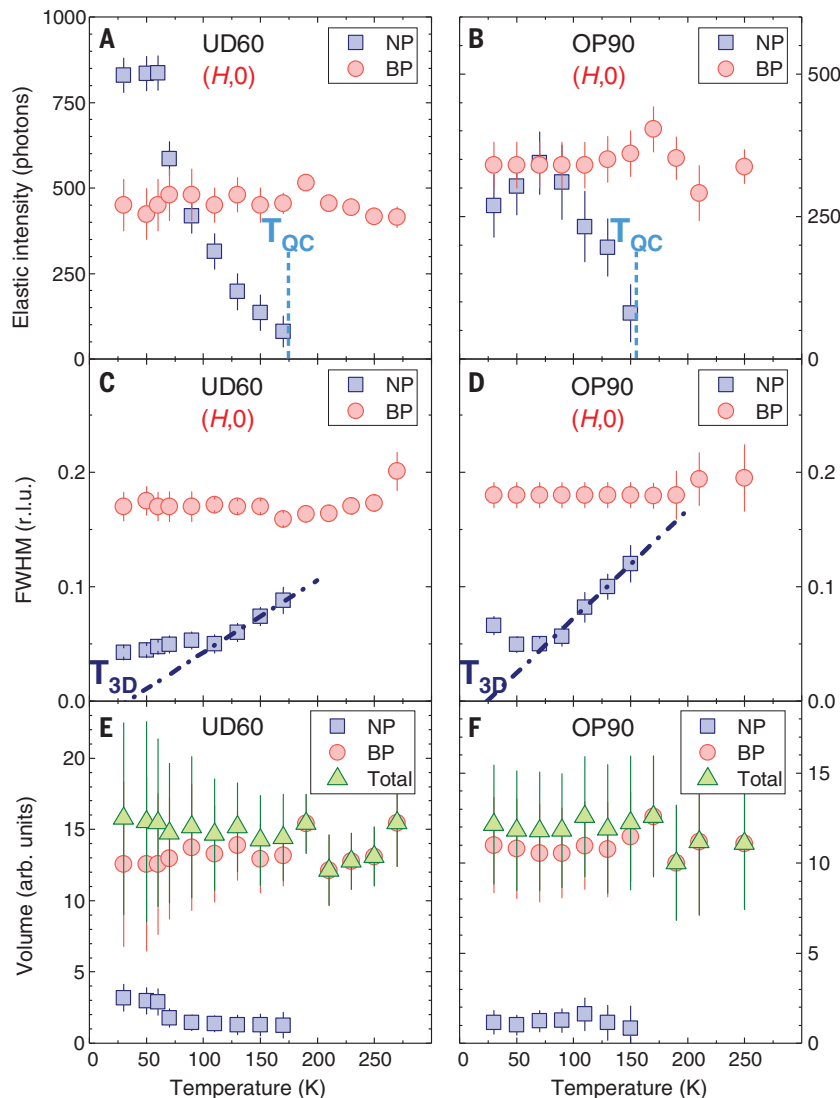 A
UD60
(H,0)
NP
BP
T_QC
1000
750
500
250
0
Elastic intensity (photons)
B
OP90
(H,0)
NP
BP
T_QC
500
250
0
C
UD60
(H,0)
NP
BP
T_3D
0.2
0.1
0.0
FWHM (r.l.u.)
D
OP90
(H,0)
NP
BP
T_3D
0.2
0.1
0.0
E
UD60
NP
BP
Total
20
15
10
5
0
Volume (arb. units)
0 50 100 150 200 250
Temperature (K)
F
OP90
NP
BP
Total
15
10
5
0
0 50 100 150 200 250
Temperature (K)